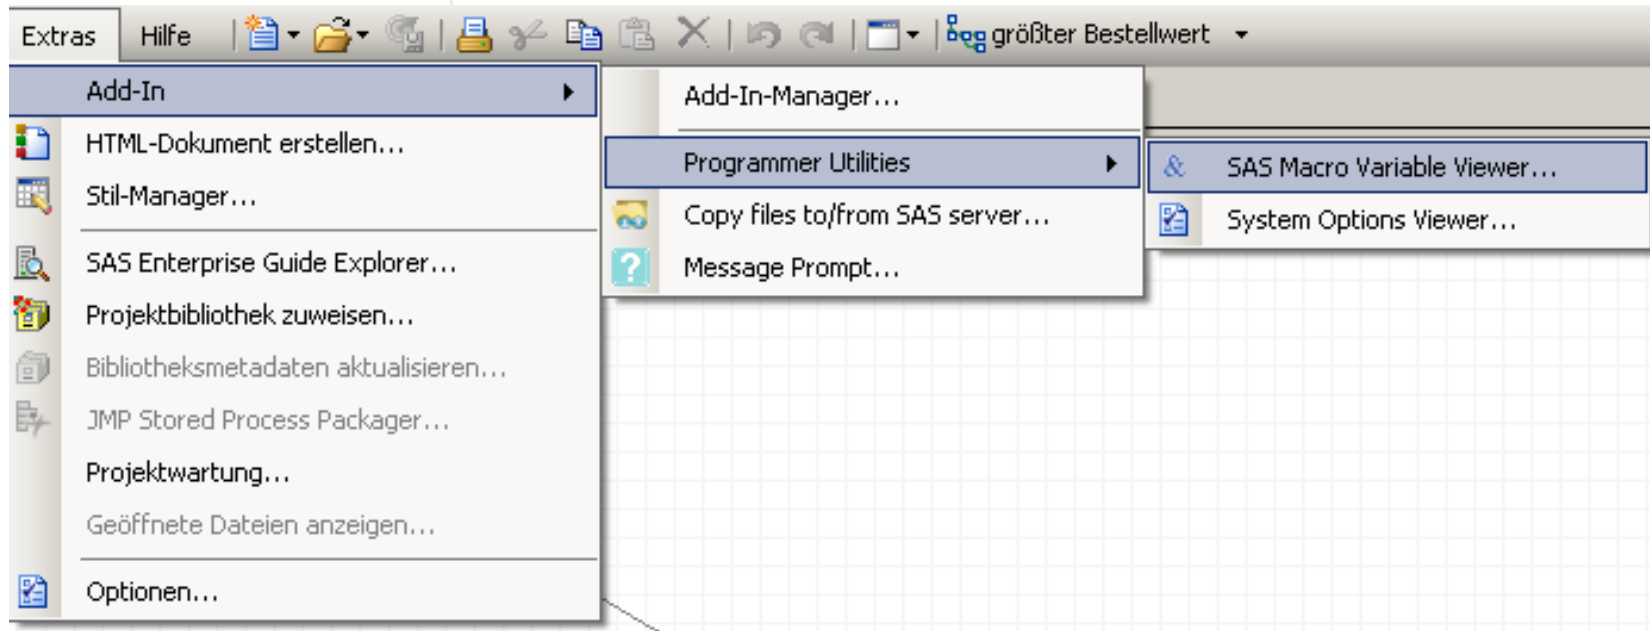 Extras Hilfe größter Bestellwert
Add-In
HTML-Dokument erstellen...
Stil-Manager...
SAS Enterprise Guide Explorer...
Projektbibliothek zuweisen...
Bibliotheksmetadaten aktualisieren...
JMP Stored Process Packager...
Projektwartung...
Geöffnete Dateien anzeigen...
Optionen...
Add-In-Manager...
Programmer Utilities
Copy files to/from SAS server...
Message Prompt...
& SAS Macro Variable Viewer...
System Options Viewer...